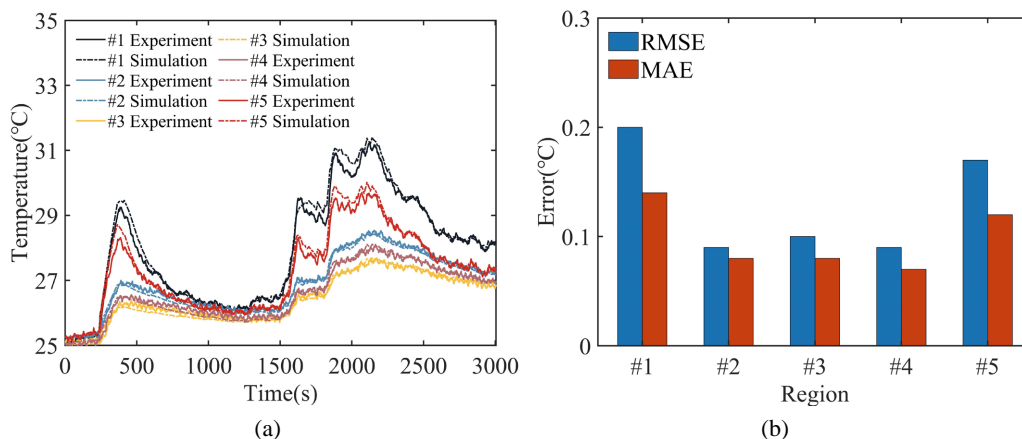 35
33
31
29
27
25
Temperature(°C)
#1 Experiment
#1 Simulation
#2 Experiment
#2 Simulation
#3 Experiment
#3 Simulation
#4 Experiment
#4 Simulation
#5 Experiment
#5 Simulation
0 500 1000 1500 2000 2500 3000
Time(s)
(a)
0.3
0.2
0.1
0
Error(°C)
RMSE
MAE
#1 #2 #3 #4 #5
Region
(b)